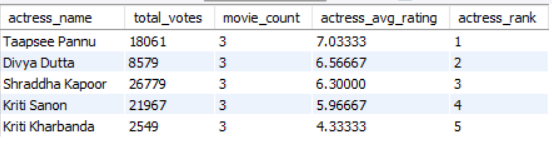 actress_name total_votes movie_count actress_avg_rating actress_rank
Taapsee Pannu 18061 3 7.03333 1
Divya Dutta 8579 3 6.56667 2
Shraddha Kapoor 26779 3 6.30000 3
Kriti Sanon 21967 3 5.96667 4
Kriti Kharbanda 2549 3 4.33333 5